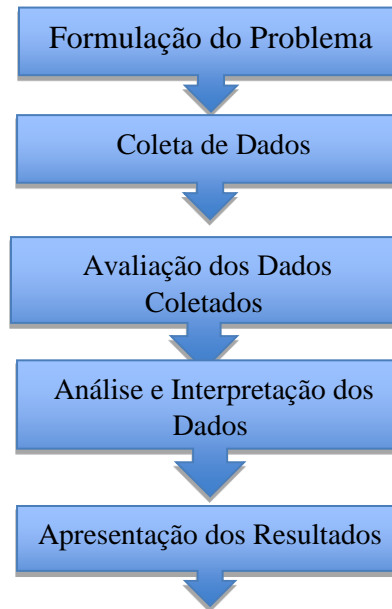 Formulação do Problema
Coleta de Dados
Avaliação dos Dados
Coletados
Análise e Interpretação dos
Dados
Apresentação dos Resultados